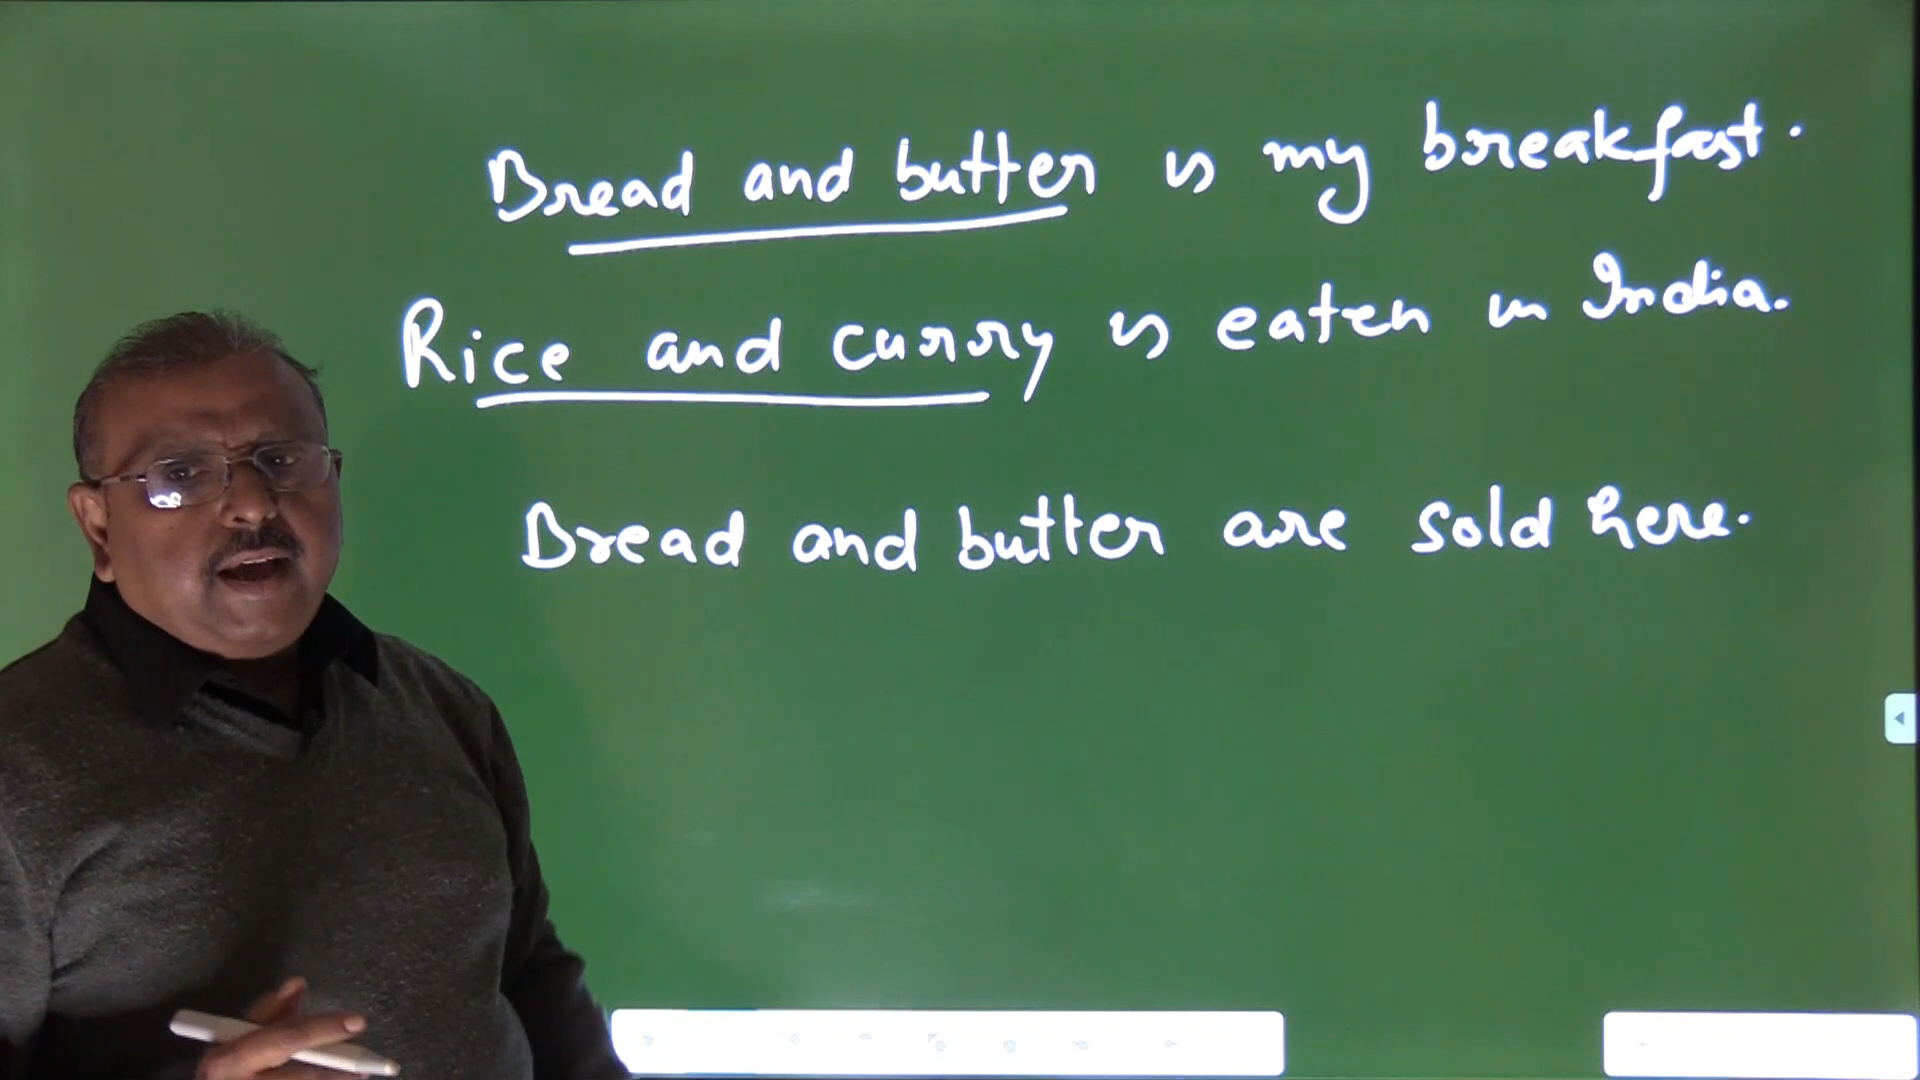 Bread and butter is my breakfast.
Rice and curry is eaten in India.
Bread and butter are sold here.